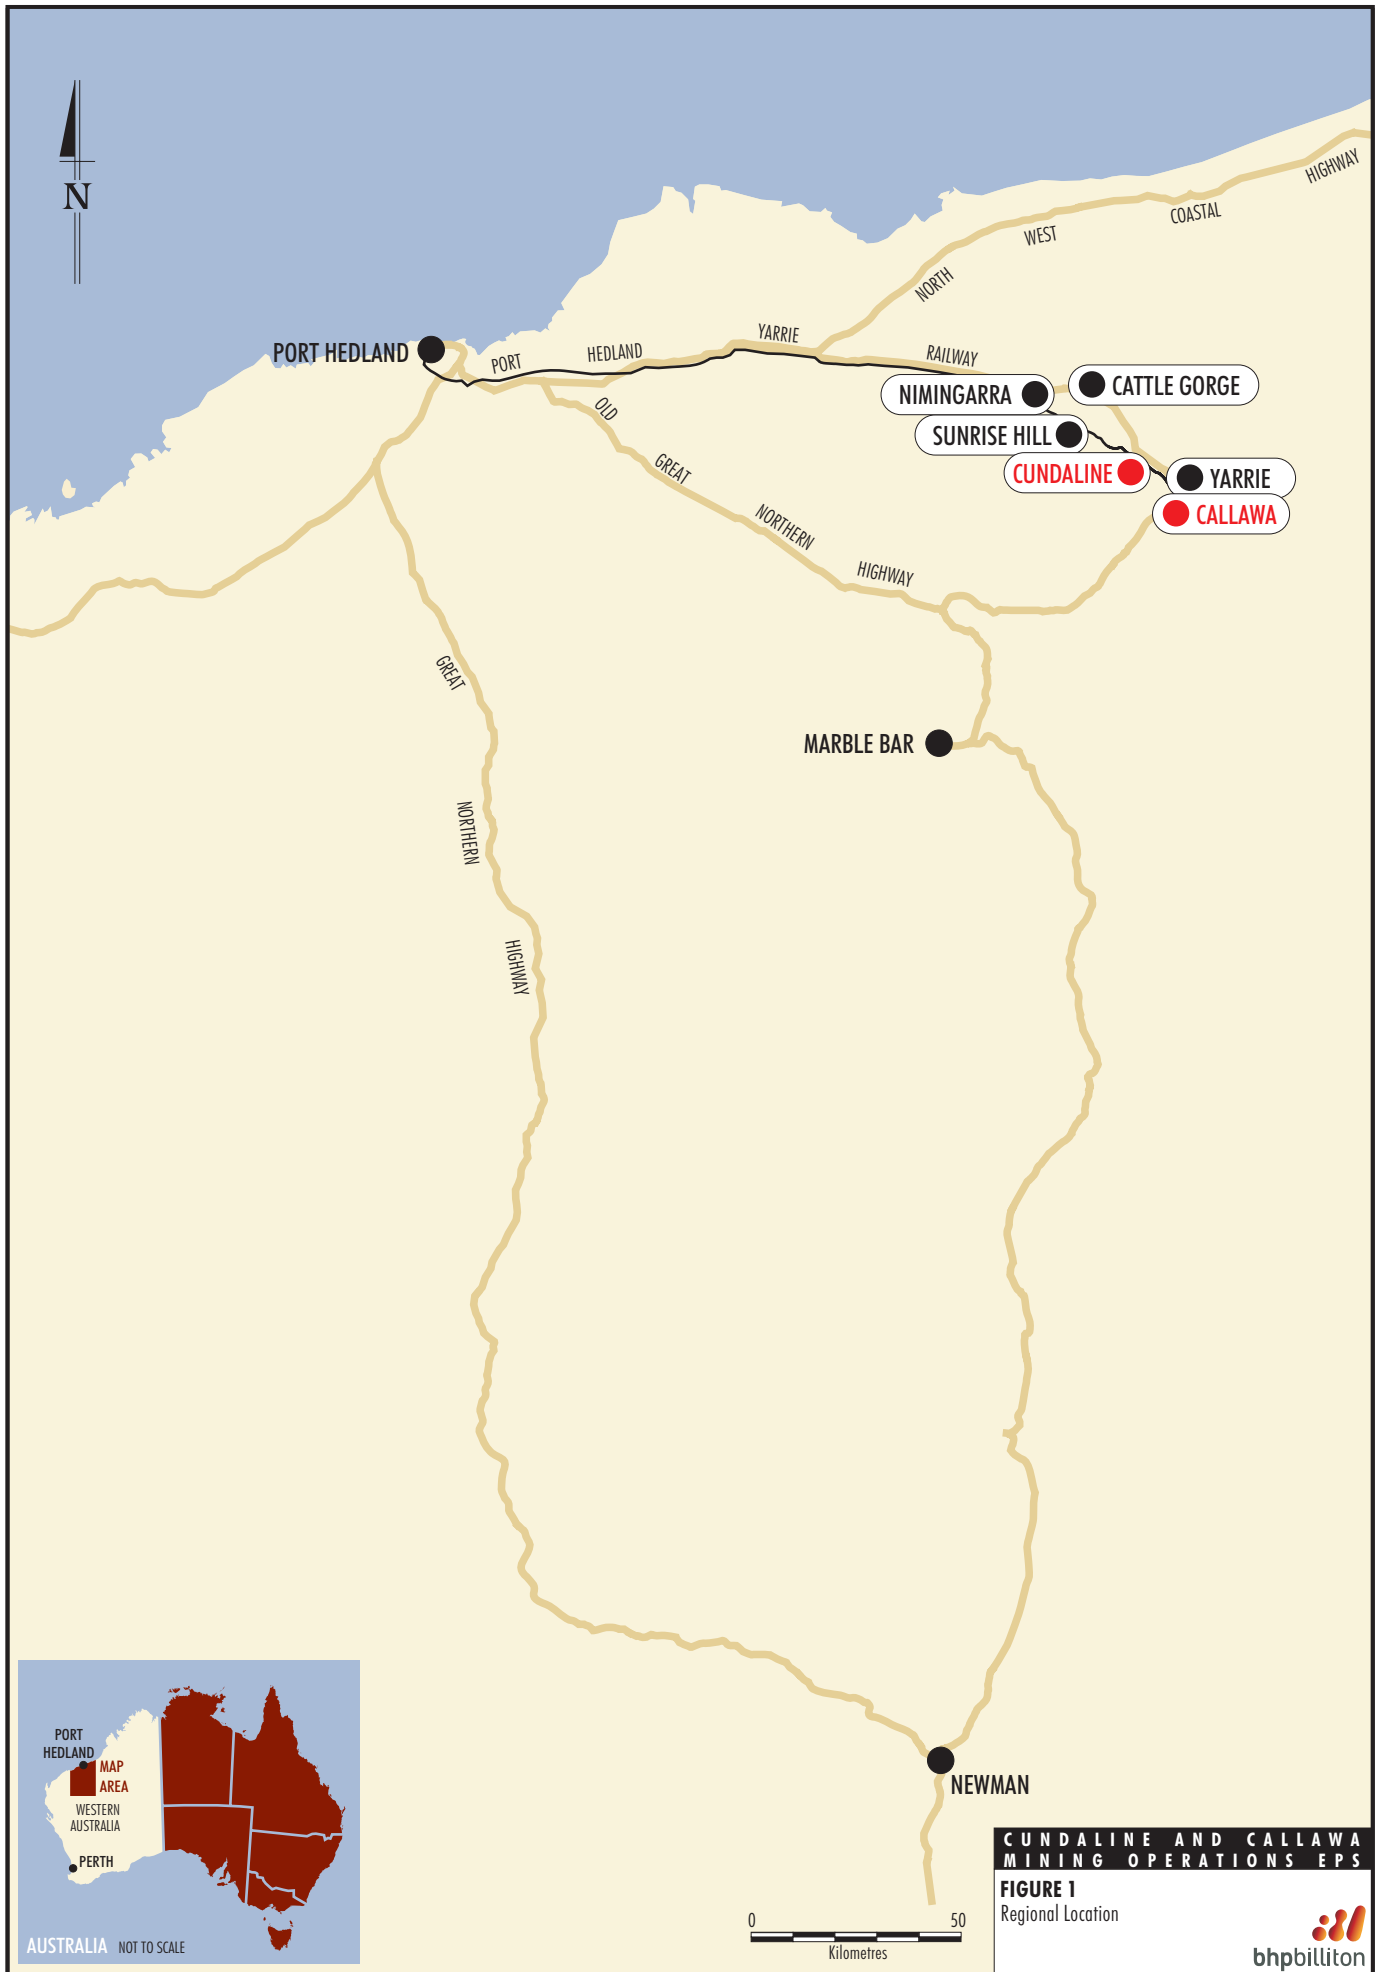 N
HIGHWAY
COASTAL
WEST
NORTH
PORT HEDLAND
PORT
HEDLAND
YARRIE
RAILWAY
NIMINGARRA
CATTLE GORGE
SUNRISE HILL
CUNDALINE
YARRIE
CALLAWA
OLD
GREAT
NORTHERN
HIGHWAY
GREAT
NORTHERN
HIGHWAY
MARBLE BAR
NEWMAN
PORT
HEDLAND
MAP
AREA
WESTERN
AUSTRALIA
PERTH
AUSTRALIA NOT TO SCALE
0 50
Kilometres
CUNDALINE AND CALLAWA
MINING OPERATIONS EPS
FIGURE 1
Regional Location
bhpbilliton